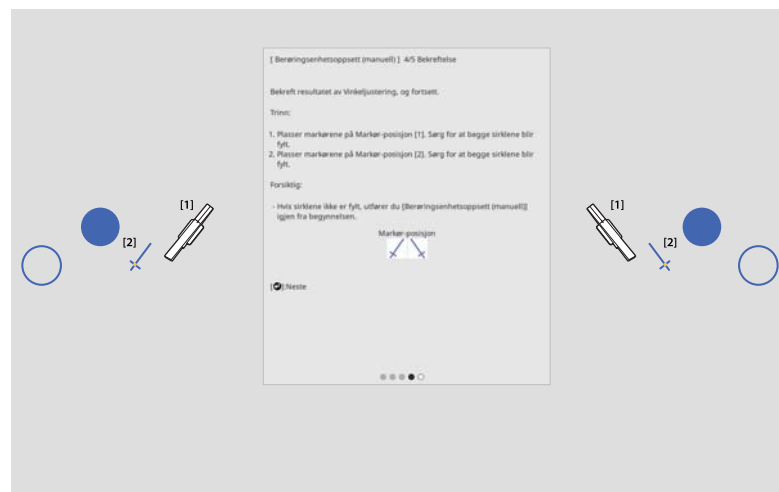 [ Berøringsenhetsoppsett (manuell) ] 4/5 Bekreftelse
Bekreft resultatet av Vinkeljustering, og fortsett.
Trinn:
1. Plasser markørene på Markør-posisjon [1]. Sørg for at begge sirklene blir
fylt.
2. Plasser markørene på Markør-posisjon [2]. Sørg for at begge sirklene blir
fylt.
Forsiktig:
- Hvis sirklene ikke er fylt, utfører du [Berøringsenhetsoppsett (manuell)]
igjen fra begynnelsen.
Markør-posisjon
[1]
[2]
[1]
[2]
[ ]:Neste